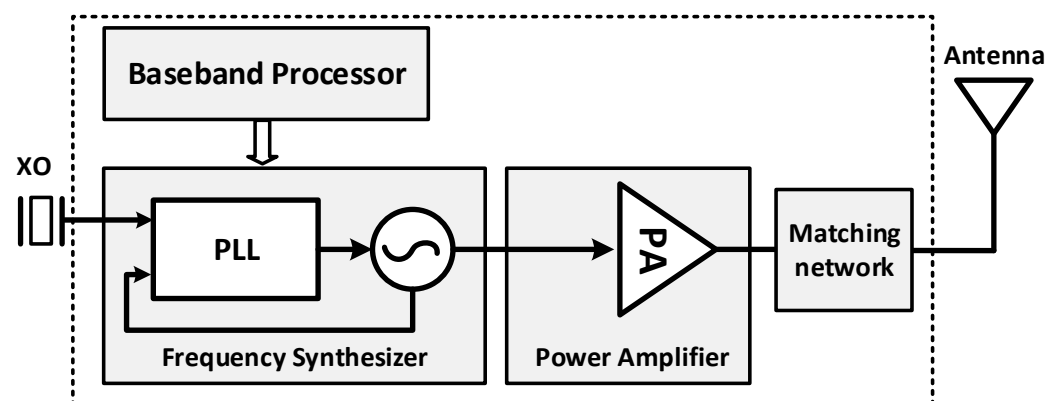 Baseband Processor
Antenna
XO
PLL
PA
Matching
network
Frequency Synthesizer
Power Amplifier